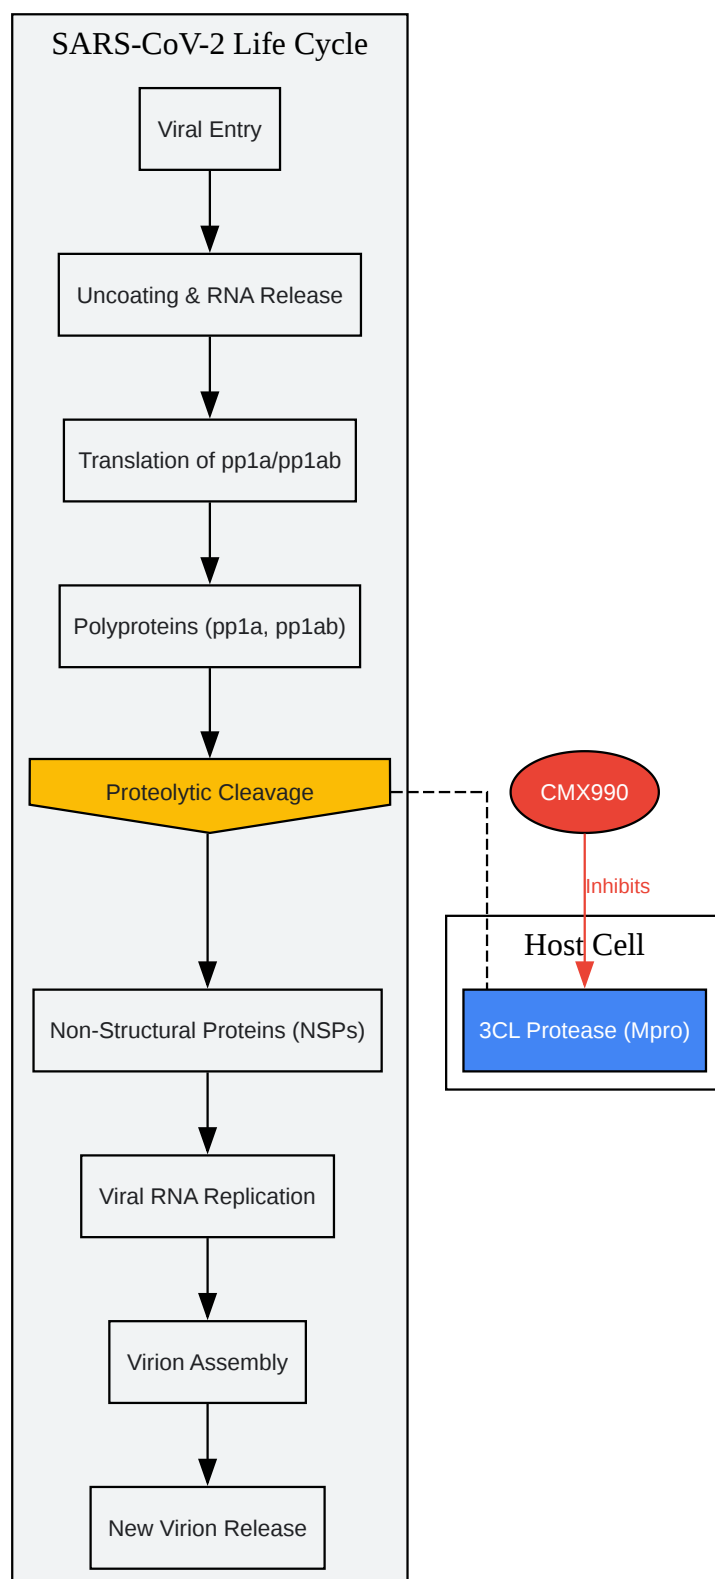 SARS-CoV-2 Life Cycle
Viral Entry
Uncoating & RNA Release
Translation of pp1a/pp1ab
Polyproteins (pp1a, pp1ab)
Proteolytic Cleavage
CMX990
Inhibits
Host Cell
Non-Structural Proteins (NSPs)
3CL Protease (Mpro)
Viral RNA Replication
Virion Assembly
New Virion Release